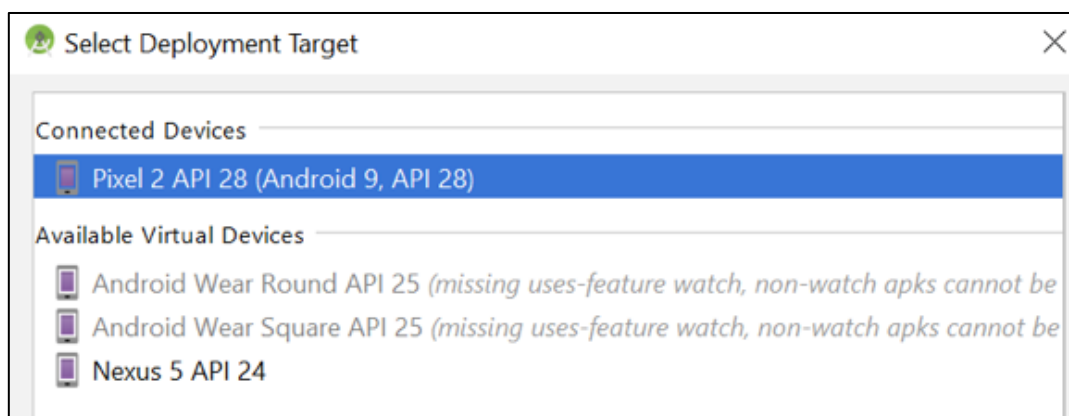 Select Deployment Target
Connected Devices
Pixel 2 API 28 (Android 9, API 28)
Available Virtual Devices
Android Wear Round API 25 (missing uses-feature watch, non-watch apks cannot be
Android Wear Square API 25 (missing uses-feature watch, non-watch apks cannot be
Nexus 5 API 24